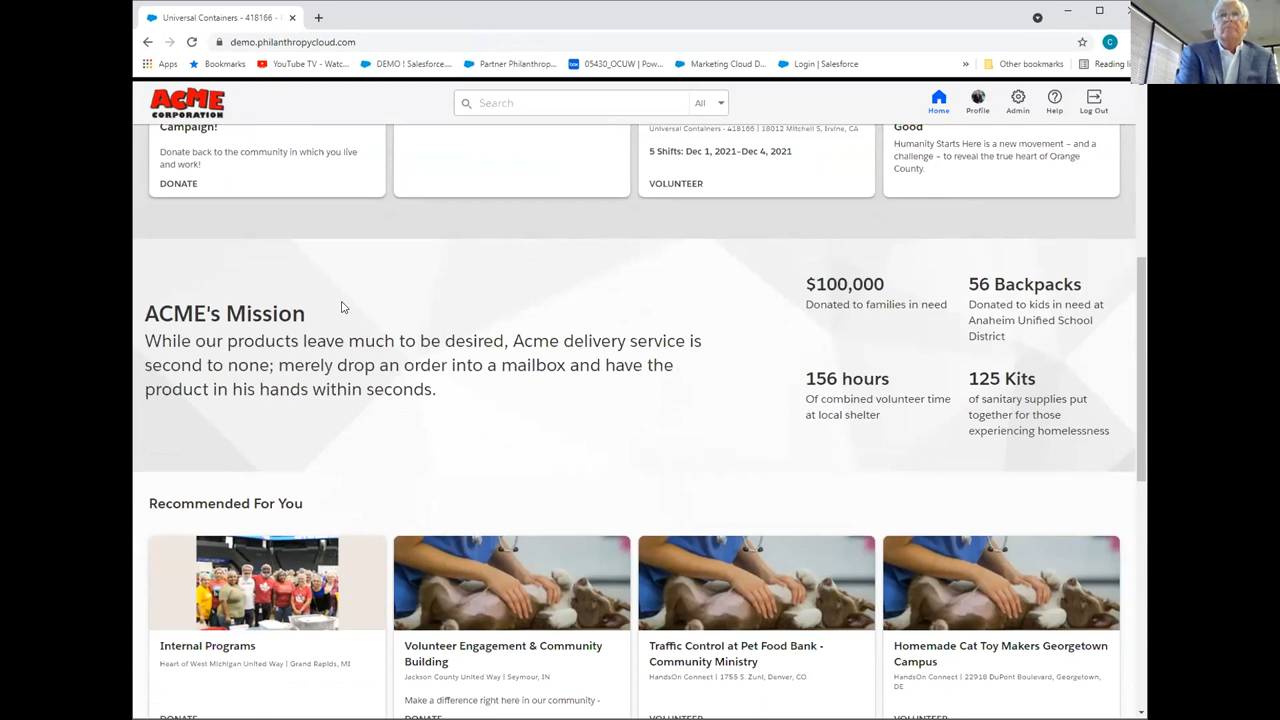 Universal Containers - 418166 -
demo.philanthropycloud.com
Apps
Bookmarks
YouTube TV - Watc...
DEMO ! Salesforce....
Partner Philanthrop...
05430_OCUW | Pow...
Marketing Cloud D...
Login | Salesforce
»
Other bookmarks
Reading li
ACME
CORPORATION
Search
All
Home
Profile
Admin
Help
Log Out
Campaign!
Donate back to the community in which you live
and work!
DONATE
Universal Containers - 418166 | 18012 Mitchell S, Irvine, CA
5 Shifts: Dec 1, 2021–Dec 4, 2021
VOLUNTEER
Good
Humanity Starts Here is a new movement – and a
challenge – to reveal the true heart of Orange
County.
ACME's Mission
While our products leave much to be desired, Acme delivery service is
second to none; merely drop an order into a mailbox and have the
product in his hands within seconds.
$100,000
Donated to families in need
56 Backpacks
Donated to kids in need at
Anaheim Unified School
District
156 hours
Of combined volunteer time
at local shelter
125 Kits
of sanitary supplies put
together for those
experiencing homelessness
Recommended For You
Internal Programs
Heart of West Michigan United Way | Grand Rapids, MI
DONATE
Volunteer Engagement & Community
Building
Jackson County United Way | Seymour, IN
Make a difference right here in our community -
DONATE
Traffic Control at Pet Food Bank -
Community Ministry
HandsOn Connect | 1755 S. Zuni, Denver, CO
VOLUNTEER
Homemade Cat Toy Makers Georgetown
Campus
HandsOn Connect | 22918 DuPont Boulevard, Georgetown,
DE
VOLUNTEER